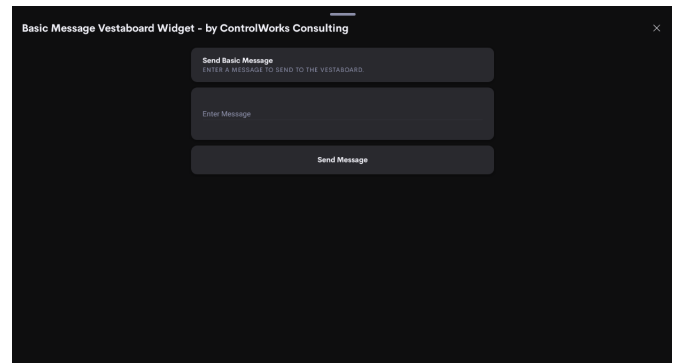 Basic Message Vestaboard Widget - by ControlWorks Consulting
Send Basic Message
ENTER A MESSAGE TO SEND TO THE VESTABOARD.
Enter Message
Send Message